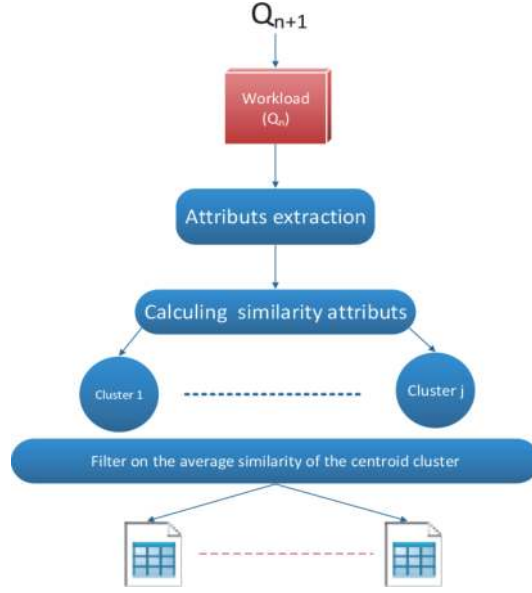 Qn+1
Workload
(Qn)
Attributs extraction
Calculing similarity attributs
Cluster 1
Cluster j
Filter on the average similarity of the centroid cluster